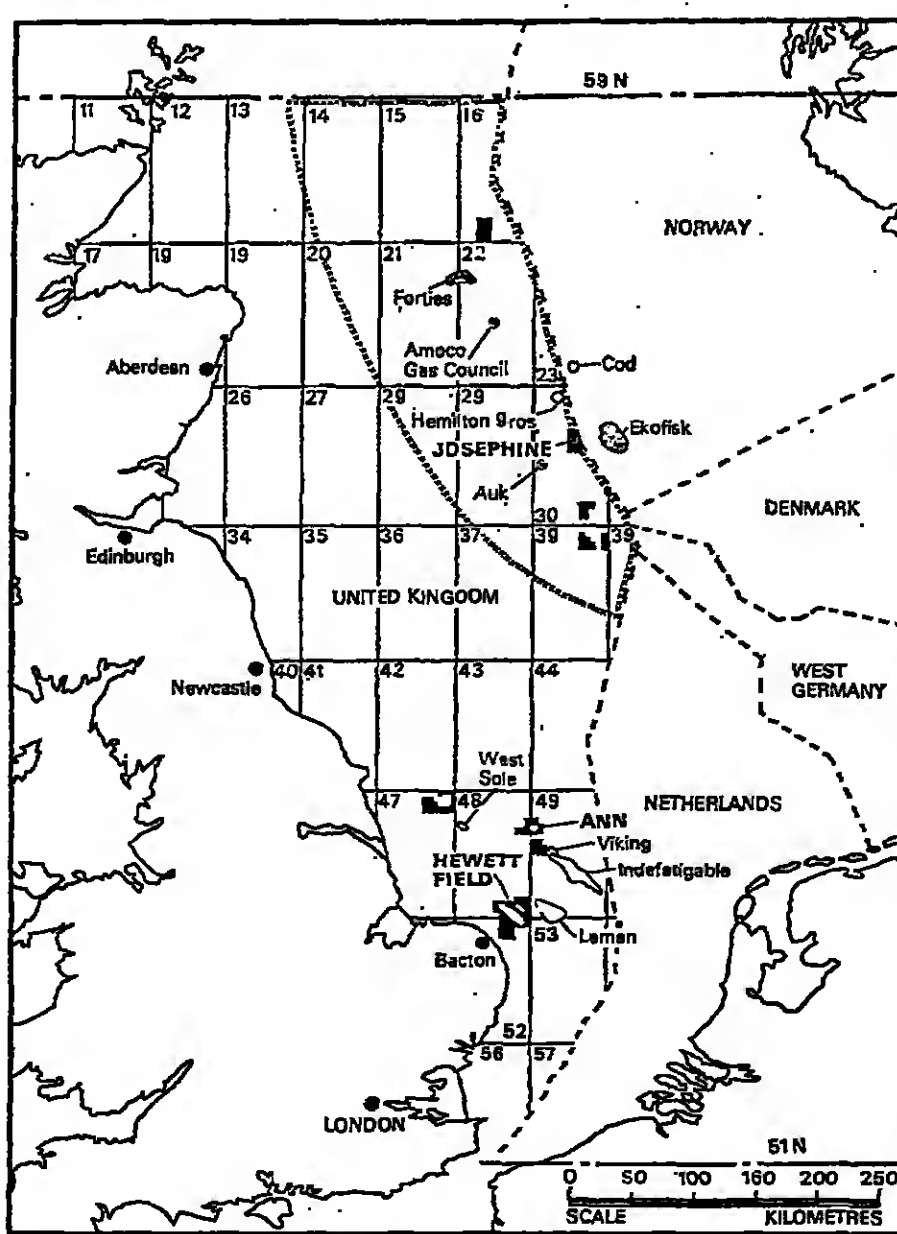 59 N
11 12 13 14 15 16
NORWAY
17 19 19 20 21 22
Forties
Amoco
Gas Council
Aberdeen
Cod
23
26 27 29 29
Hemilton gros
JOSEPHINE
Ekofisk
Auk
DENMARK
30
34 35 36 37 39 39
Edinburgh
UNITED KINGDOM
40 41 42 43 44
Newcastle
WEST
GERMANY
West
Sole
47 48 49
NETHERLANDS
ANN
Viking
HEWETT
FIELD
Indefatigable
53
Leman
Bacton
52
56 57
LONDON
51 N
0 50 100 160 200 250
SCALE KILOMETRES